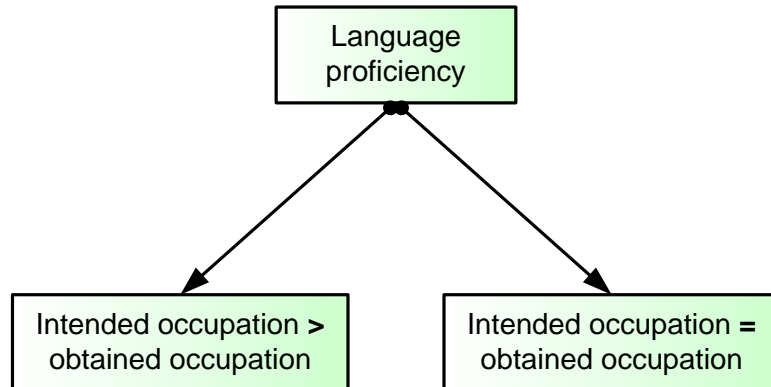 Language
proficiency
Intended occupation >
obtained occupation
Intended occupation =
obtained occupation